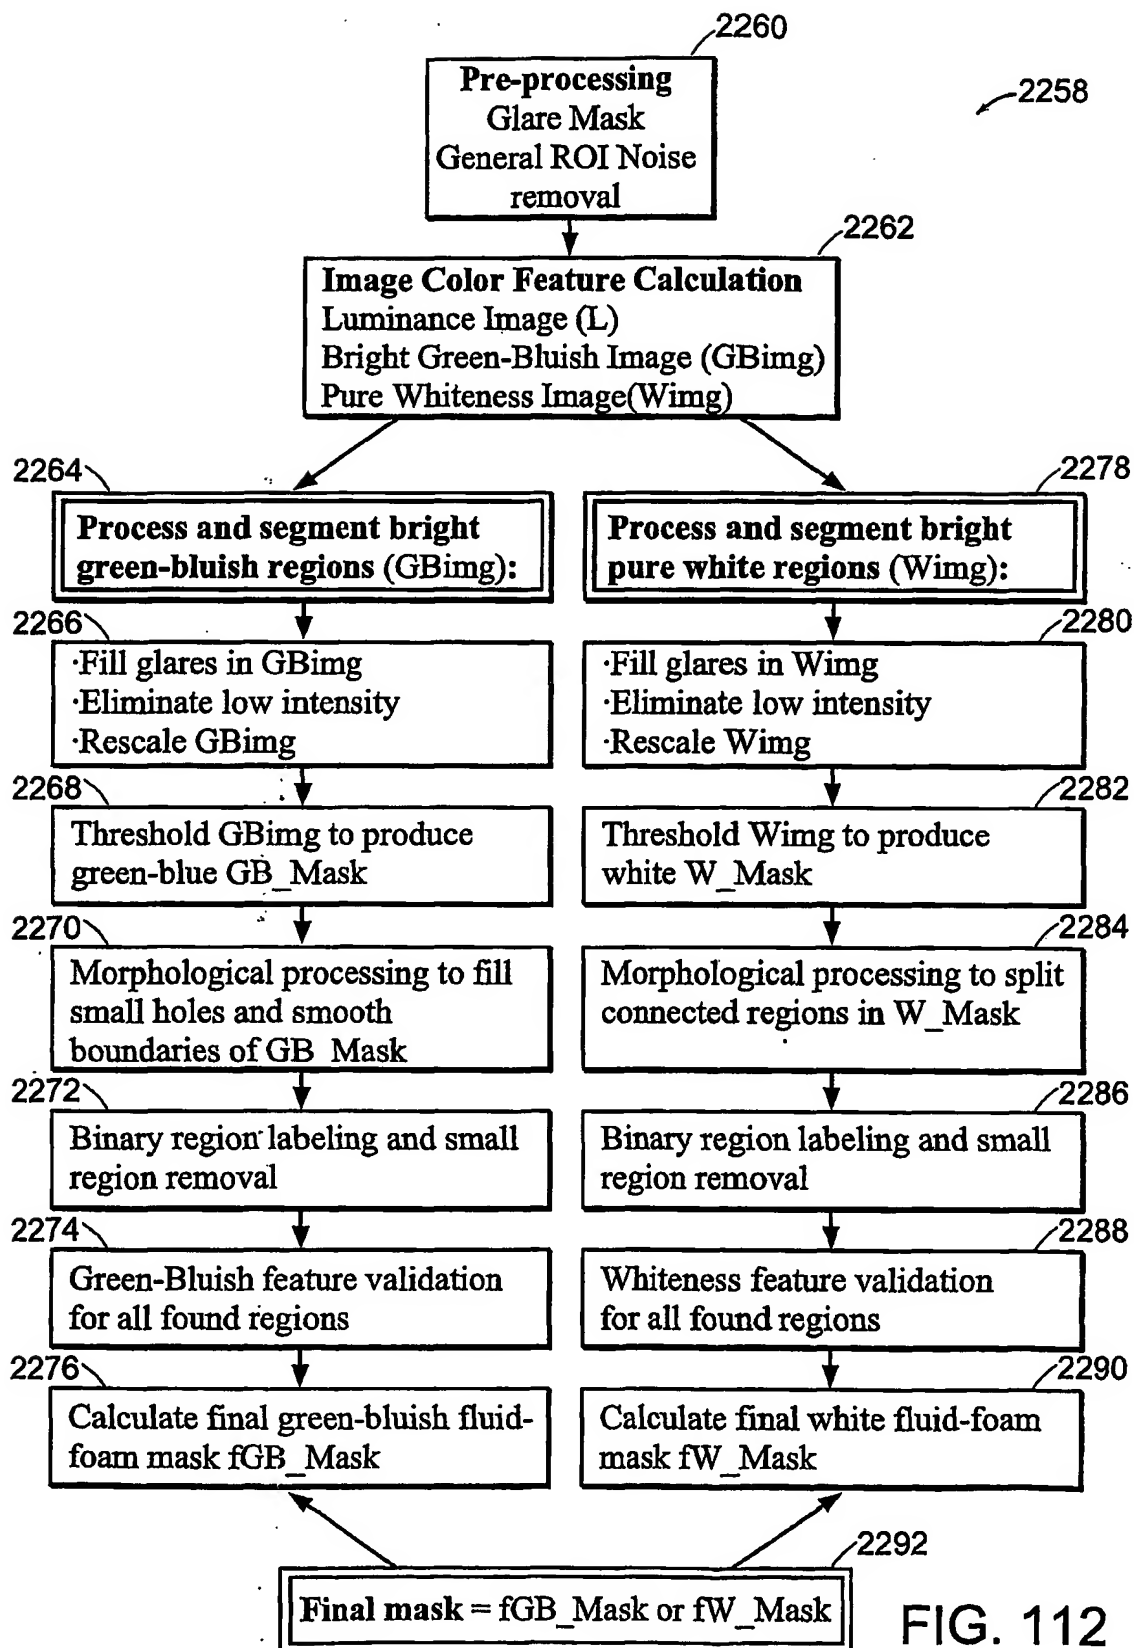 2260
Pre-processing
Glare Mask
General ROI Noise
removal
2258
2262
Image Color Feature Calculation
Luminance Image (L)
Bright Green-Bluish Image (GBimg)
Pure Whiteness Image(Wimg)
2264
Process and segment bright
green-bluish regions (GBimg):
2266
·Fill glares in GBimg
·Eliminate low intensity
·Rescale GBimg
2268
Threshold GBimg to produce
green-blue GB_Mask
2270
Morphological processing to fill
small holes and smooth
boundaries of GB_Mask
2272
Binary region labeling and small
region removal
2274
Green-Bluish feature validation
for all found regions
2276
Calculate final green-bluish fluid-
foam mask fGB_Mask
2278
Process and segment bright
pure white regions (Wimg):
2280
·Fill glares in Wimg
·Eliminate low intensity
·Rescale Wimg
2282
Threshold Wimg to produce
white W_Mask
2284
Morphological processing to split
connected regions in W_Mask
2286
Binary region labeling and small
region removal
2288
Whiteness feature validation
for all found regions
2290
Calculate final white fluid-foam
mask fW_Mask
2292
Final mask = fGB_Mask or fW_Mask
FIG. 112